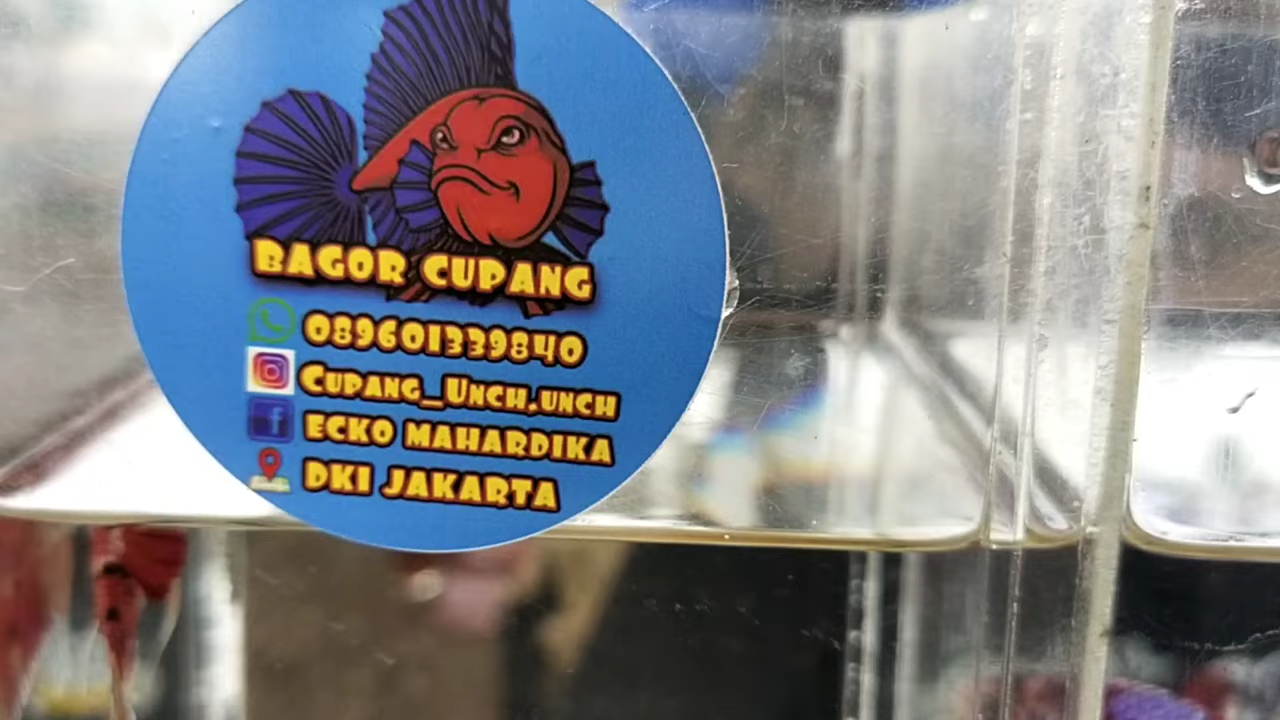 BAGOR CUPANG
089601339840
CUPANG_UNCH.UNCH
ECKO MAHARDIKA
DKI JAKARTA